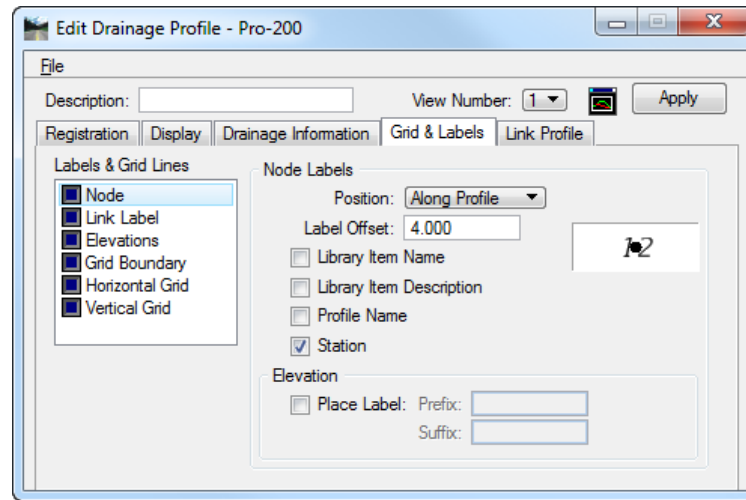 Edit Drainage Profile - Pro-200
File
Description: View Number: 1 Apply
Registration Display Drainage Information Grid & Labels Link Profile
Labels & Grid Lines
Node
Link Label
Elevations
Grid Boundary
Horizontal Grid
Vertical Grid
Node Labels
Position: Along Profile
Label Offset: 4.000
Library Item Name
Library Item Description
Profile Name
Station
12
Elevation
Place Label: Prefix:
Suffix: